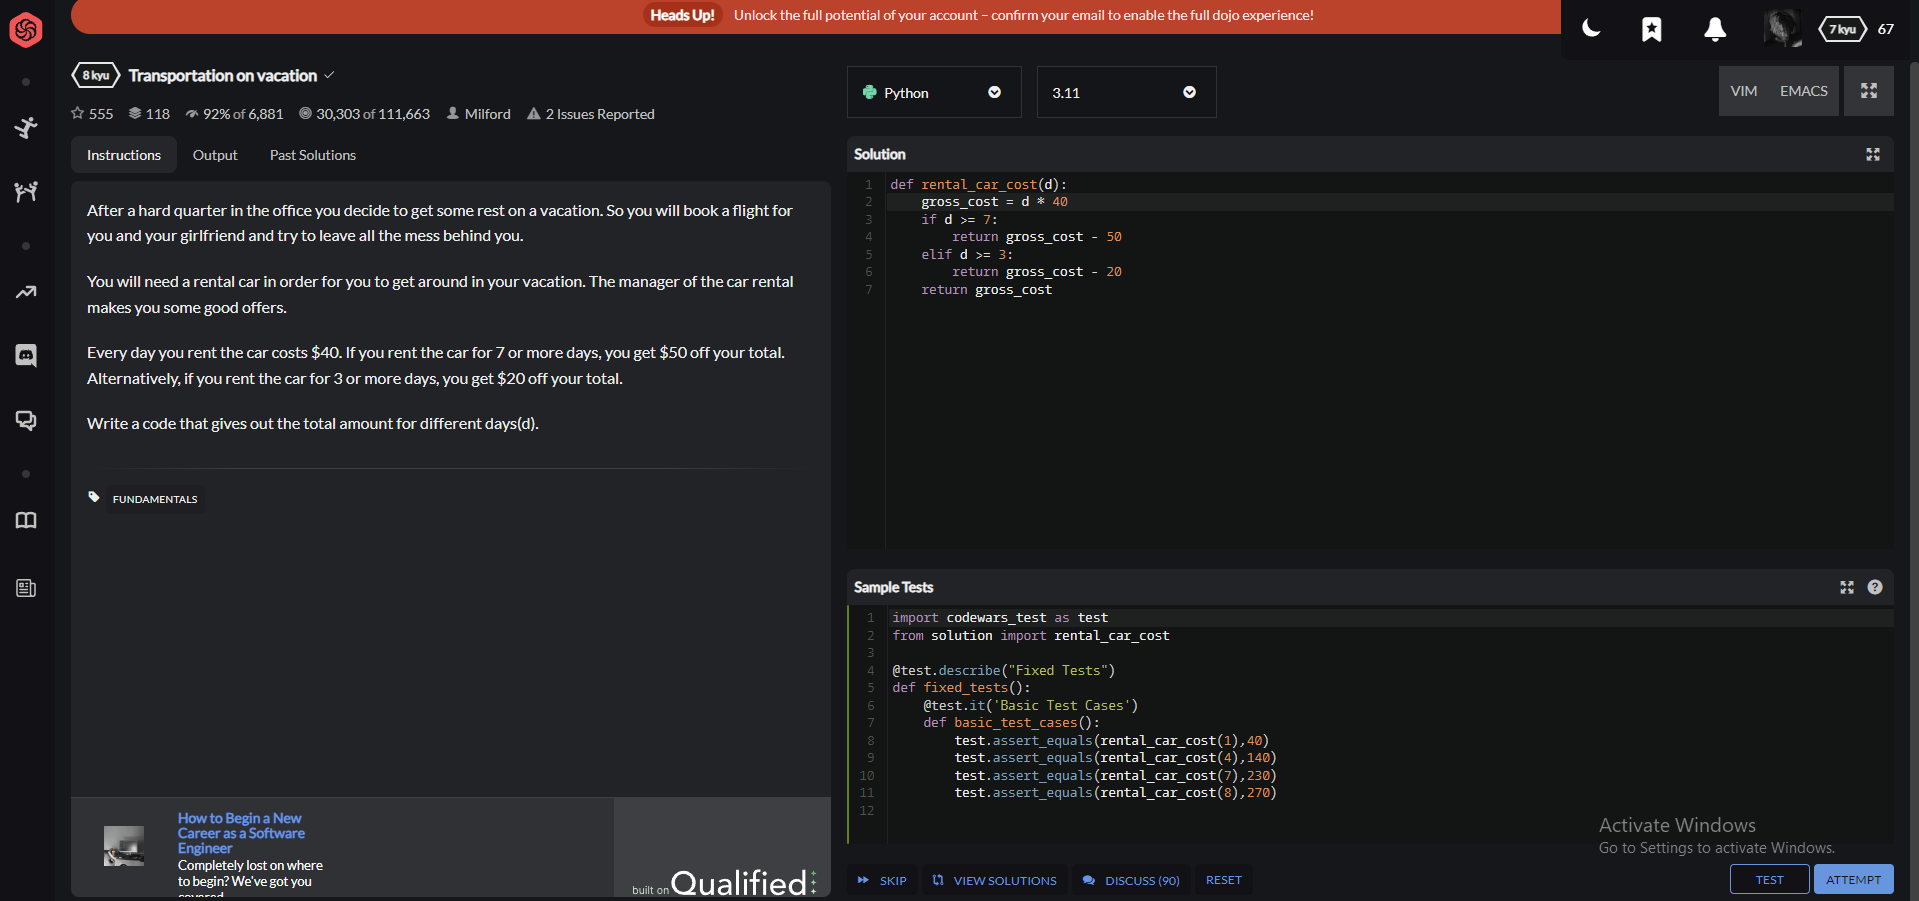 Heads Up! Unlock the full potential of your account – confirm your email to enable the full dojo experience!
7 kyu 67
8 kyu Transportation on vacation
555 118 92% of 6,881 30,303 of 111,663 Milford 2 Issues Reported
Instructions Output Past Solutions
After a hard quarter in the office you decide to get some rest on a vacation. So you will book a flight for
you and your girlfriend and try to leave all the mess behind you.
You will need a rental car in order for you to get around in your vacation. The manager of the car rental
makes you some good offers.
Every day you rent the car costs $40. If you rent the car for 7 or more days, you get $50 off your total.
Alternatively, if you rent the car for 3 or more days, you get $20 off your total.
Write a code that gives out the total amount for different days(d).
FUNDAMENTALS
How to Begin a New
Career as a Software
Engineer
Completely lost on where
to begin? We've got you
covered
built on Qualified
Python 3.11
VIM EMACS
Solution
1 def rental_car_cost(d):
2 gross_cost = d * 40
3 if d >= 7:
4 return gross_cost - 50
5 elif d >= 3:
6 return gross_cost - 20
7 return gross_cost
Sample Tests
1 import codewars_test as test
2 from solution import rental_car_cost
3
4 @test.describe("Fixed Tests")
5 def fixed_tests():
6 @test.it('Basic Test Cases')
7 def basic_test_cases():
8 test.assert_equals(rental_car_cost(1),40)
9 test.assert_equals(rental_car_cost(4),140)
10 test.assert_equals(rental_car_cost(7),230)
11 test.assert_equals(rental_car_cost(8),270)
12
Activate Windows
Go to Settings to activate Windows.
SKIP VIEW SOLUTIONS DISCUSS (90) RESET TEST ATTEMPT